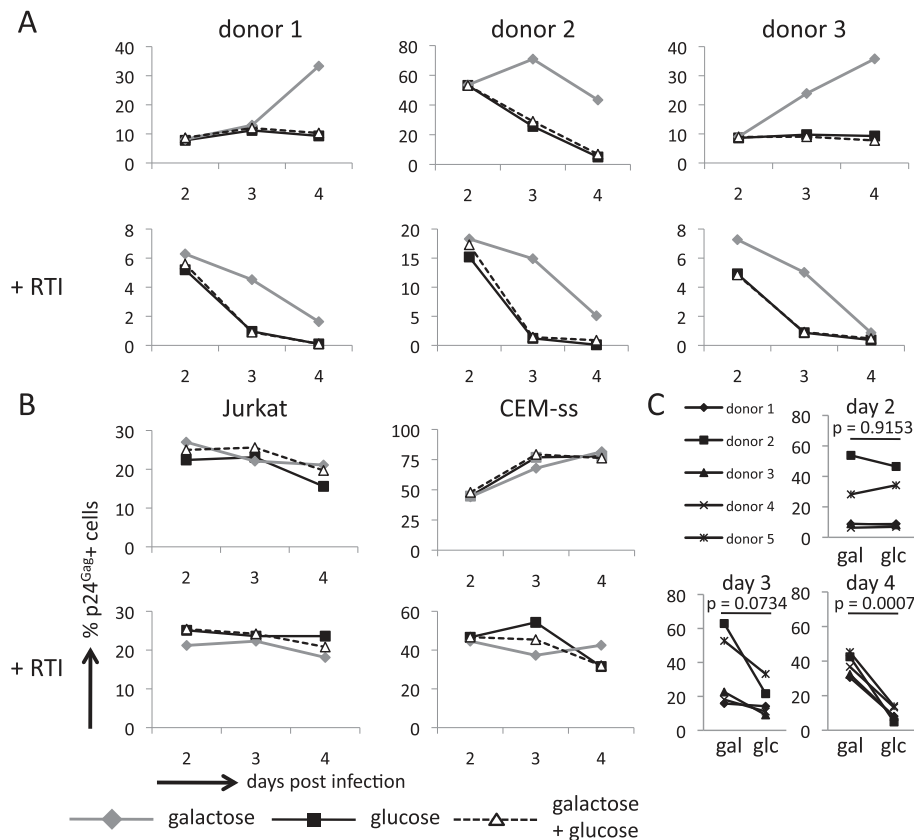 A
donor 1
donor 2
donor 3
40
30
20
10
0
2 3 4
80
60
40
20
0
2 3 4
40
30
20
10
0
2 3 4
+ RTI
8
6
4
2
0
2 3 4
20
15
10
5
0
2 3 4
8
6
4
2
0
2 3 4
B
Jurkat
CEM-ss
30
20
10
0
2 3 4
100
75
50
25
0
2 3 4
% p24Gag+ cells
+ RTI
30
20
10
0
2 3 4
60
40
20
0
2 3 4
days post infection
galactose
glucose
galactose
+ glucose
C
donor 1
donor 2
donor 3
donor 4
donor 5
day 2
p = 0.9153
80
60
40
20
0
gal glc
day 3
p = 0.0734
80
60
40
20
0
gal glc
day 4
p = 0.0007
80
60
40
20
0
gal glc